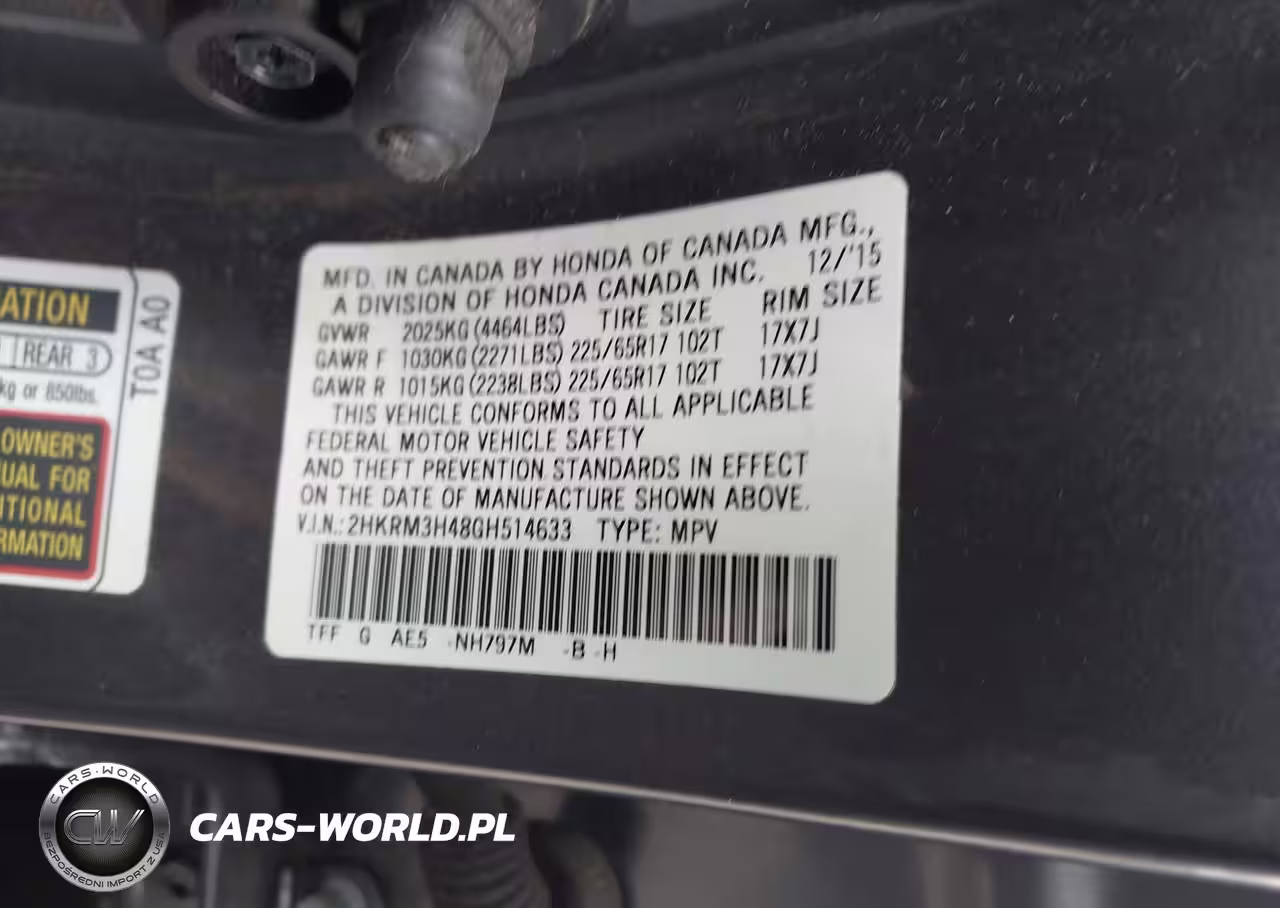 MFD. IN CANADA BY HONDA OF CANADA MFG.,
A DIVISION OF HONDA CANADA INC. 12/'15
GVWR 2025KG (4464LBS) TIRE SIZE RIM SIZE
GAWR F 1030KG (2271LBS) 225/65R17 102T 17X7J
GAWR R 1015KG (2238LBS) 225/65R17 102T 17X7J
THIS VEHICLE CONFORMS TO ALL APPLICABLE
FEDERAL MOTOR VEHICLE SAFETY
AND THEFT PREVENTION STANDARDS IN EFFECT
ON THE DATE OF MANUFACTURE SHOWN ABOVE.
V.I.N.: 2HKRM3H48GH514633 TYPE: MPV
TFF G AE5 -NH797M -B -H
ATION
REAR 3
kg or 850lbs.
OWNER'S
UAL FOR
ITIONAL
RMATION
T0A A0
CARS-WORLD
CW
BEZPOŚREDNI IMPORT Z USA
CARS-WORLD.PL